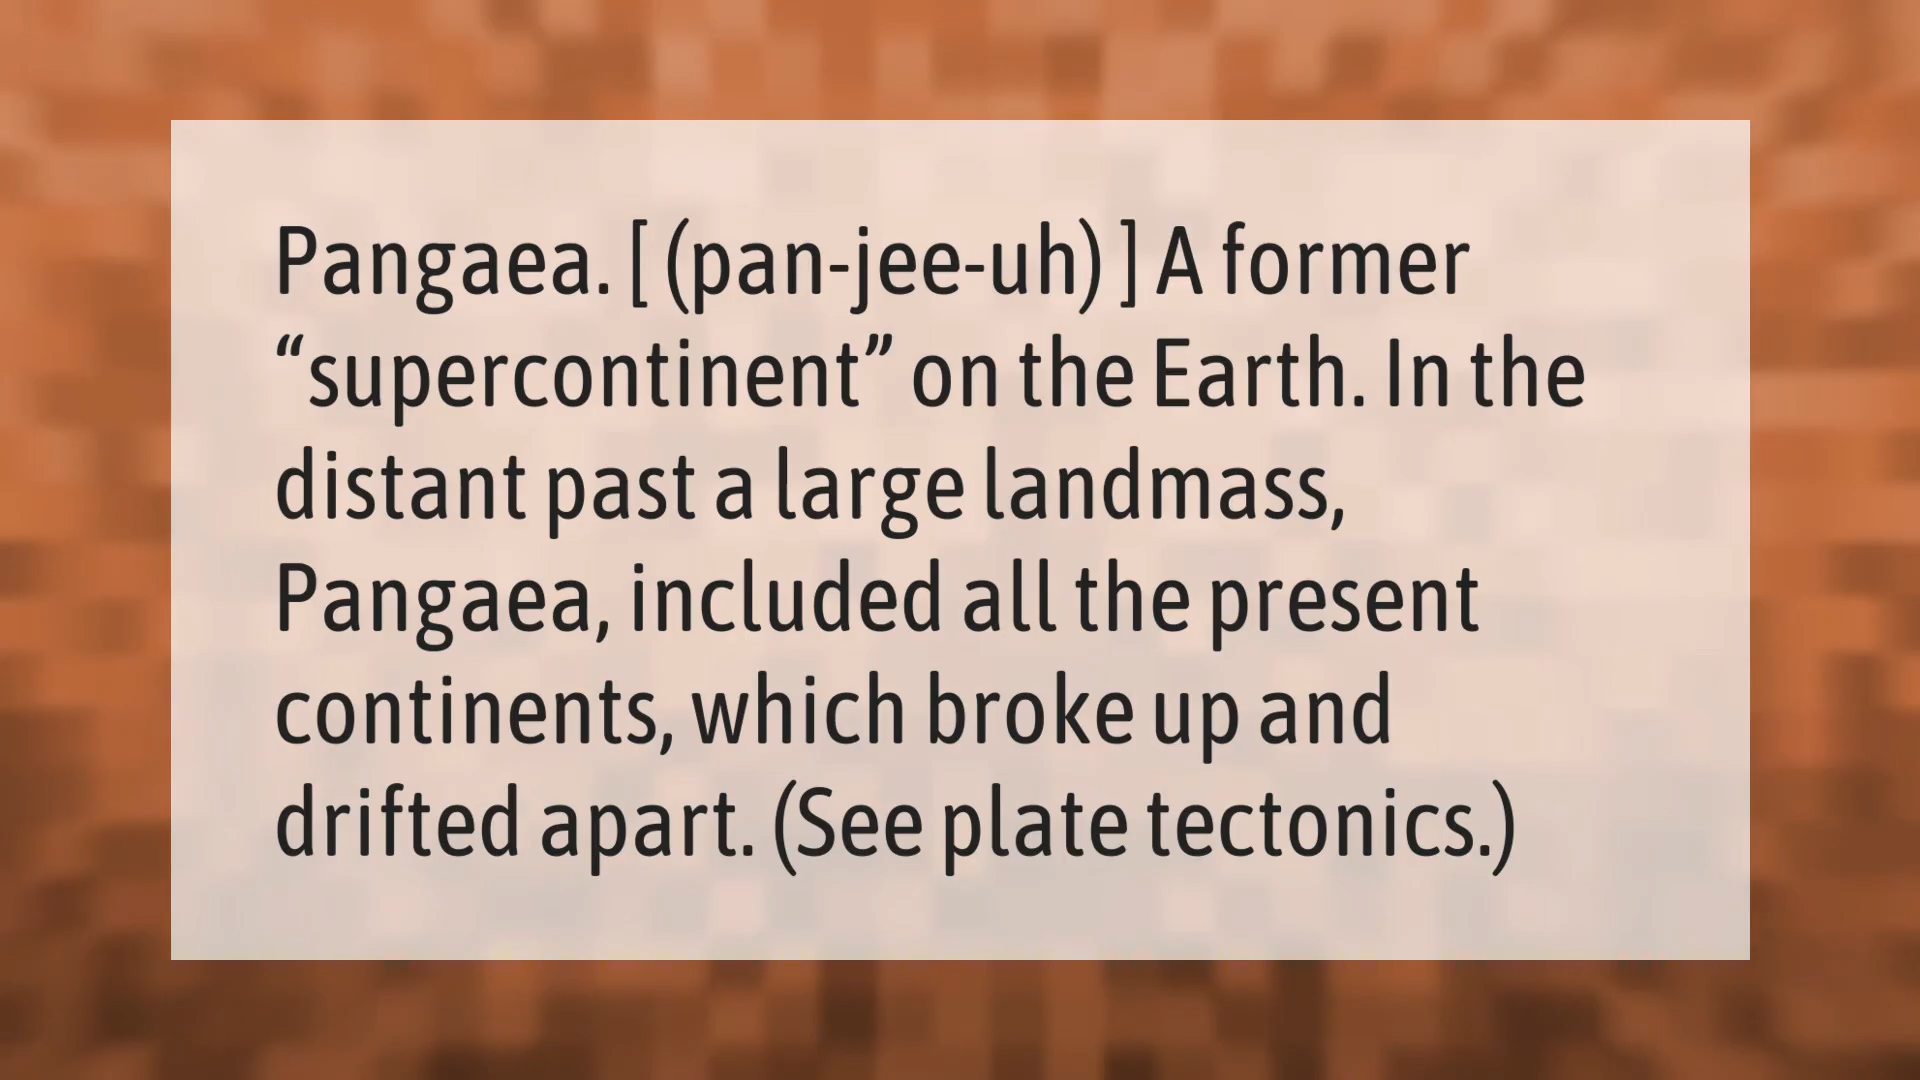 Pangaea. [ (pan-jee-uh) ] A former
“supercontinent” on the Earth. In the
distant past a large landmass,
Pangaea, included all the present
continents, which broke up and
drifted apart. (See plate tectonics.)